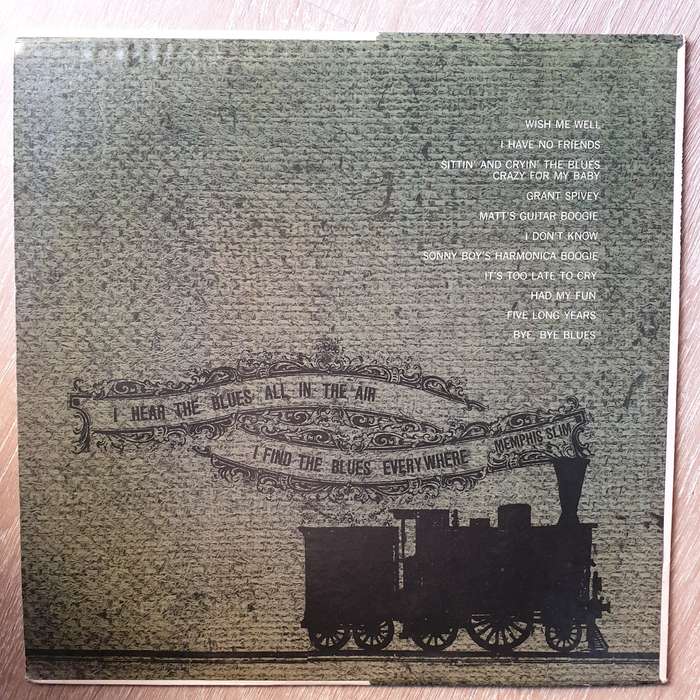 WISH ME WELL
I HAVE NO FRIENDS
SITTIN' AND CRYIN' THE BLUES
CRAZY FOR MY BABY
GRANT SPIVEY
MATT'S GUITAR BOOGIE
I DON'T KNOW
SONNY BOY'S HARMONICA BOOGIE
IT'S TOO LATE TO CRY
HAD MY FUN
FIVE LONG YEARS
BYE, BYE BLUES
I HEAR THE BLUES ALL IN THE AIR
I FIND THE BLUES EVERYWHERE
MEMPHIS SLIM